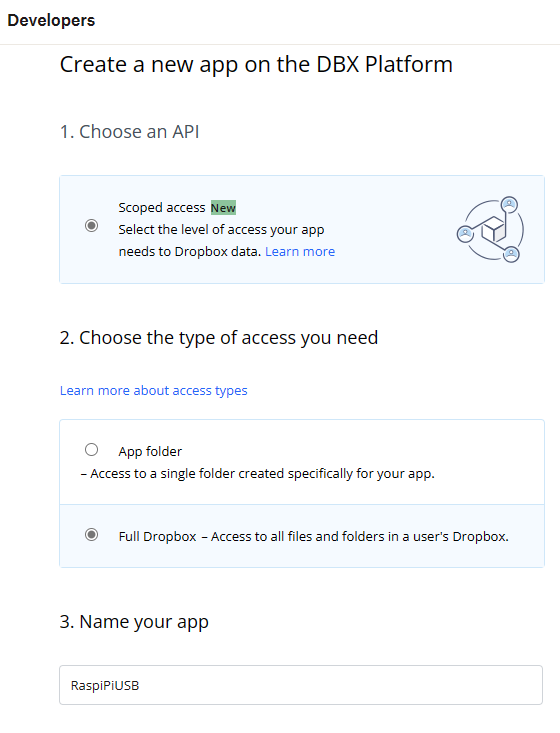 Developers
Create a new app on the DBX Platform
1. Choose an API
Scoped access New
Select the level of access your app
needs to Dropbox data. Learn more
2. Choose the type of access you need
Learn more about access types
App folder
– Access to a single folder created specifically for your app.
Full Dropbox – Access to all files and folders in a user's Dropbox.
3. Name your app
RaspiPiUSB